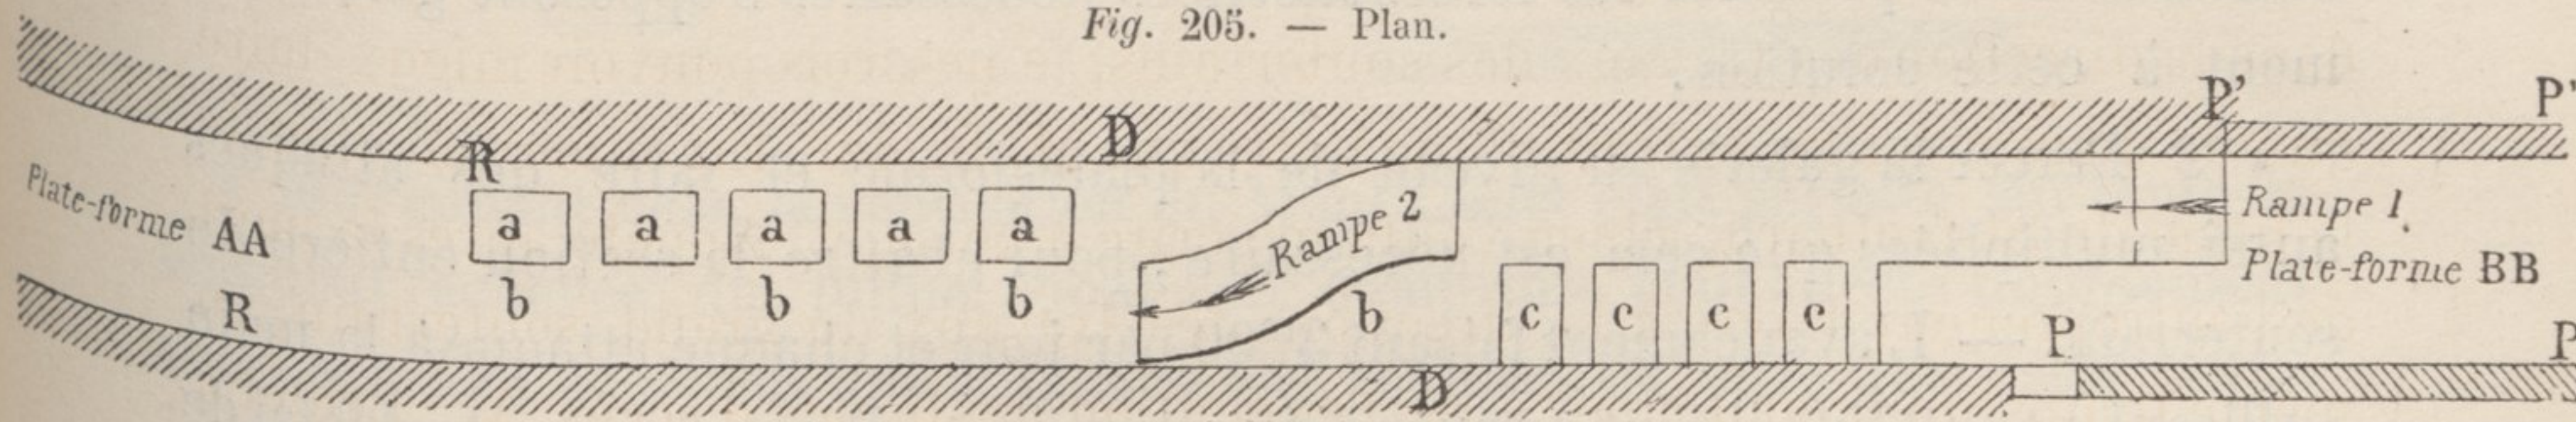 Fig. 205. — Plan.
P' P'
D
R
Plate-forme AA
a a a a a
Rampe 2
Rampe 1.
Plate-forme BB
R
b b b b
c c c c
P P
D